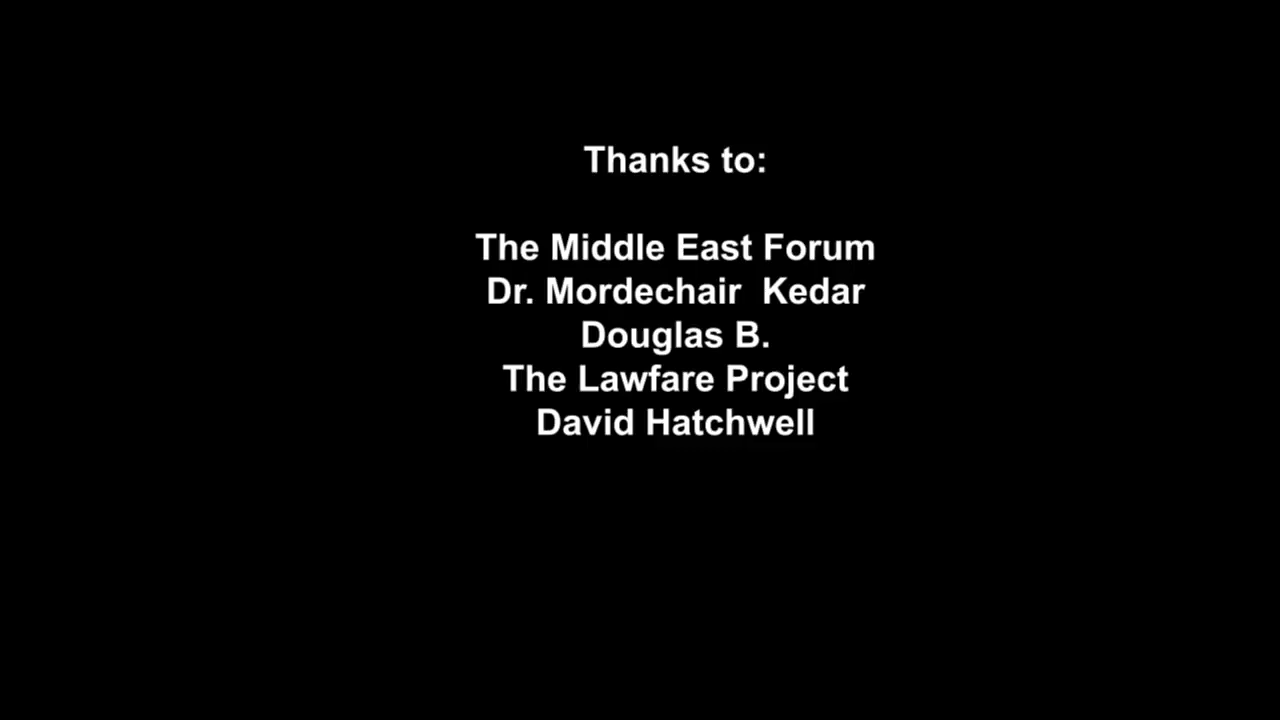 Thanks to:
The Middle East Forum
Dr. Mordechair Kedar
Douglas B.
The Lawfare Project
David Hatchwell